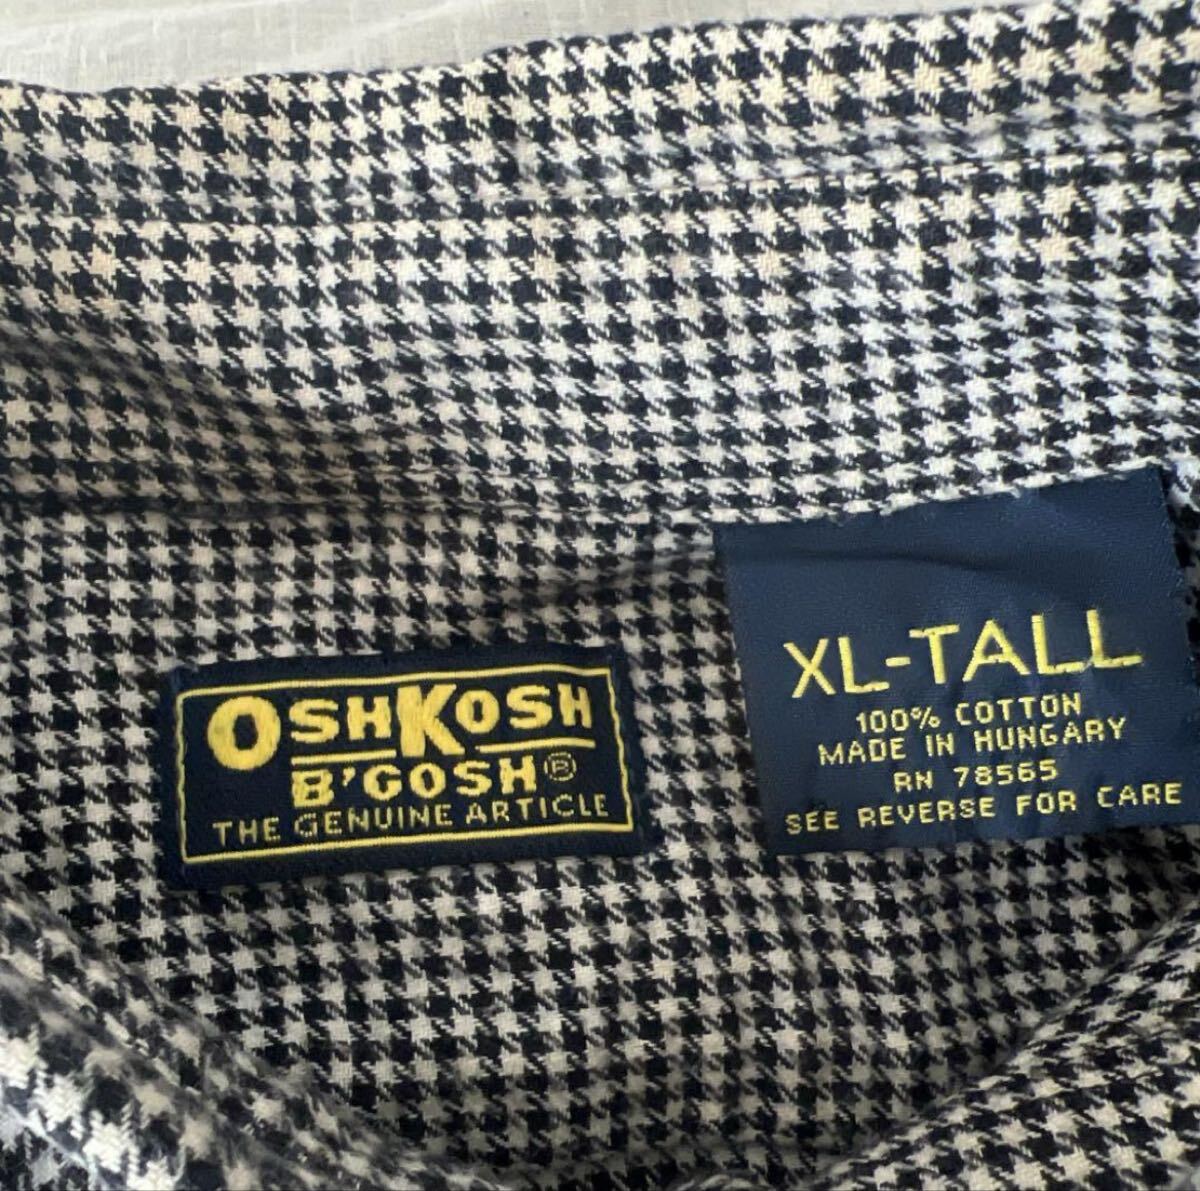 OSHKOSH
B'GOSH®
THE GENUINE ARTICLE
XL-TALL
100% COTTON
MADE IN HUNGARY
RN 78565
SEE REVERSE FOR CARE